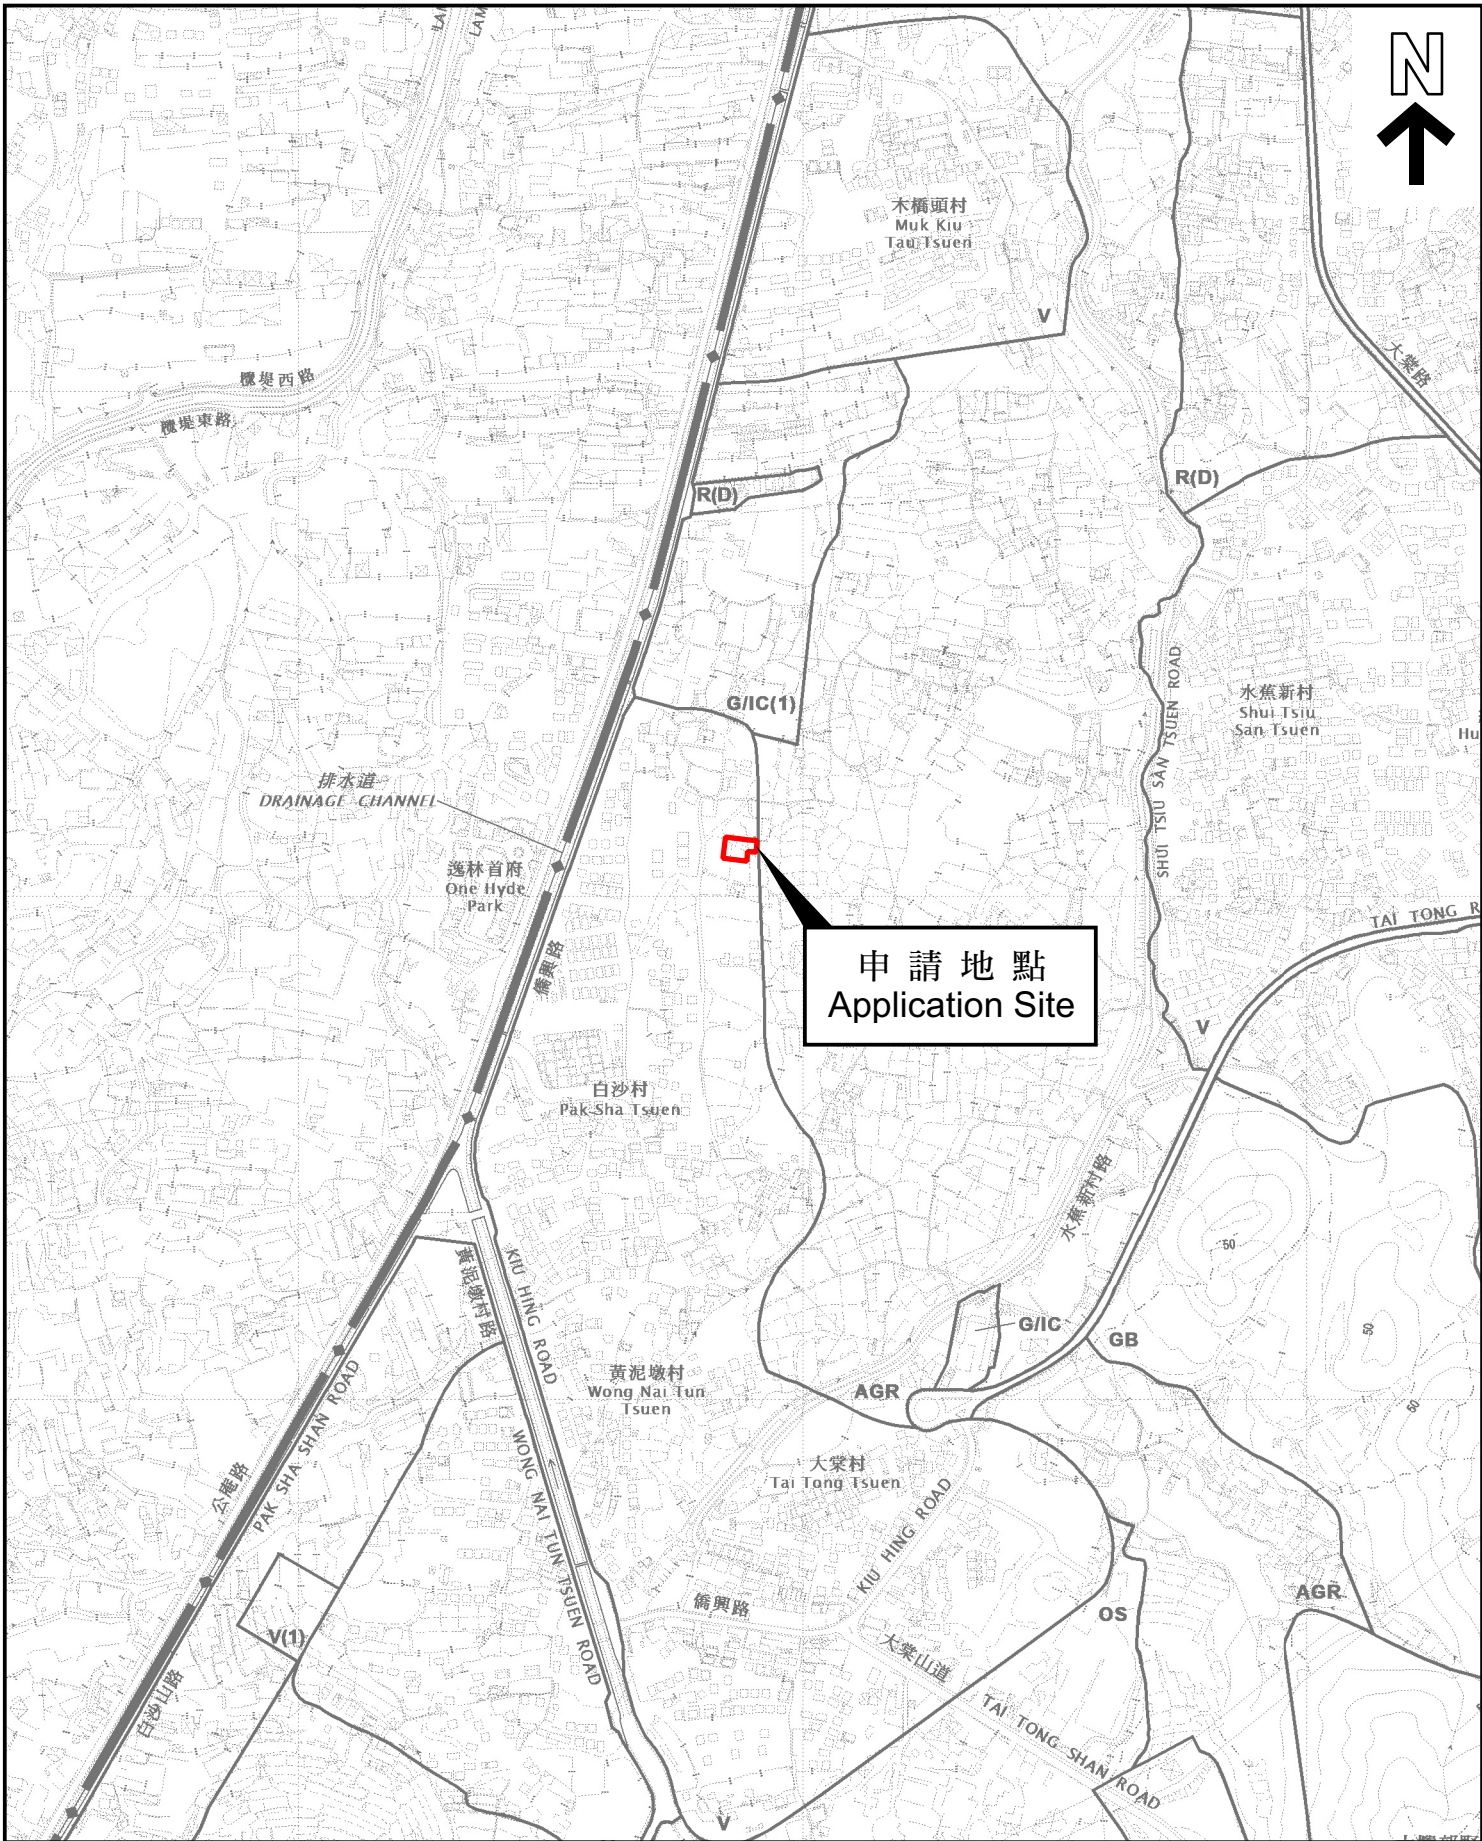 LAM
N
木橋頭村
Muk Kiu
Tau Tsuen
V
大棠路
欖堤西路
欖堤東路
R(D)
R(D)
SHUI TSIU SAN TSUEN ROAD
水蕉新村
Shui Tsiu
San Tsuen
Hu
G/IC(1)
排水道
DRAINAGE CHANNEL
逸林首府
One Hyde
Park
僑興路
TAI TONG R
申請地點
Application Site
V
白沙村
Pak Sha Tsuen
水蕉新村路
50
50
50
黃泥墩村路
KIU HING ROAD
G/IC
GB
黃泥墩村
Wong Nai Tun
Tsuen
AGR
公庵路
PAK SHA SHAN ROAD
WONG NAI TUN TSUEN ROAD
大棠村
Tai Tong Tsuen
KIU HING ROAD
僑興路
AGR
OS
V(1)
大棠山道
TAI TONG SHAN ROAD
白沙山路
V